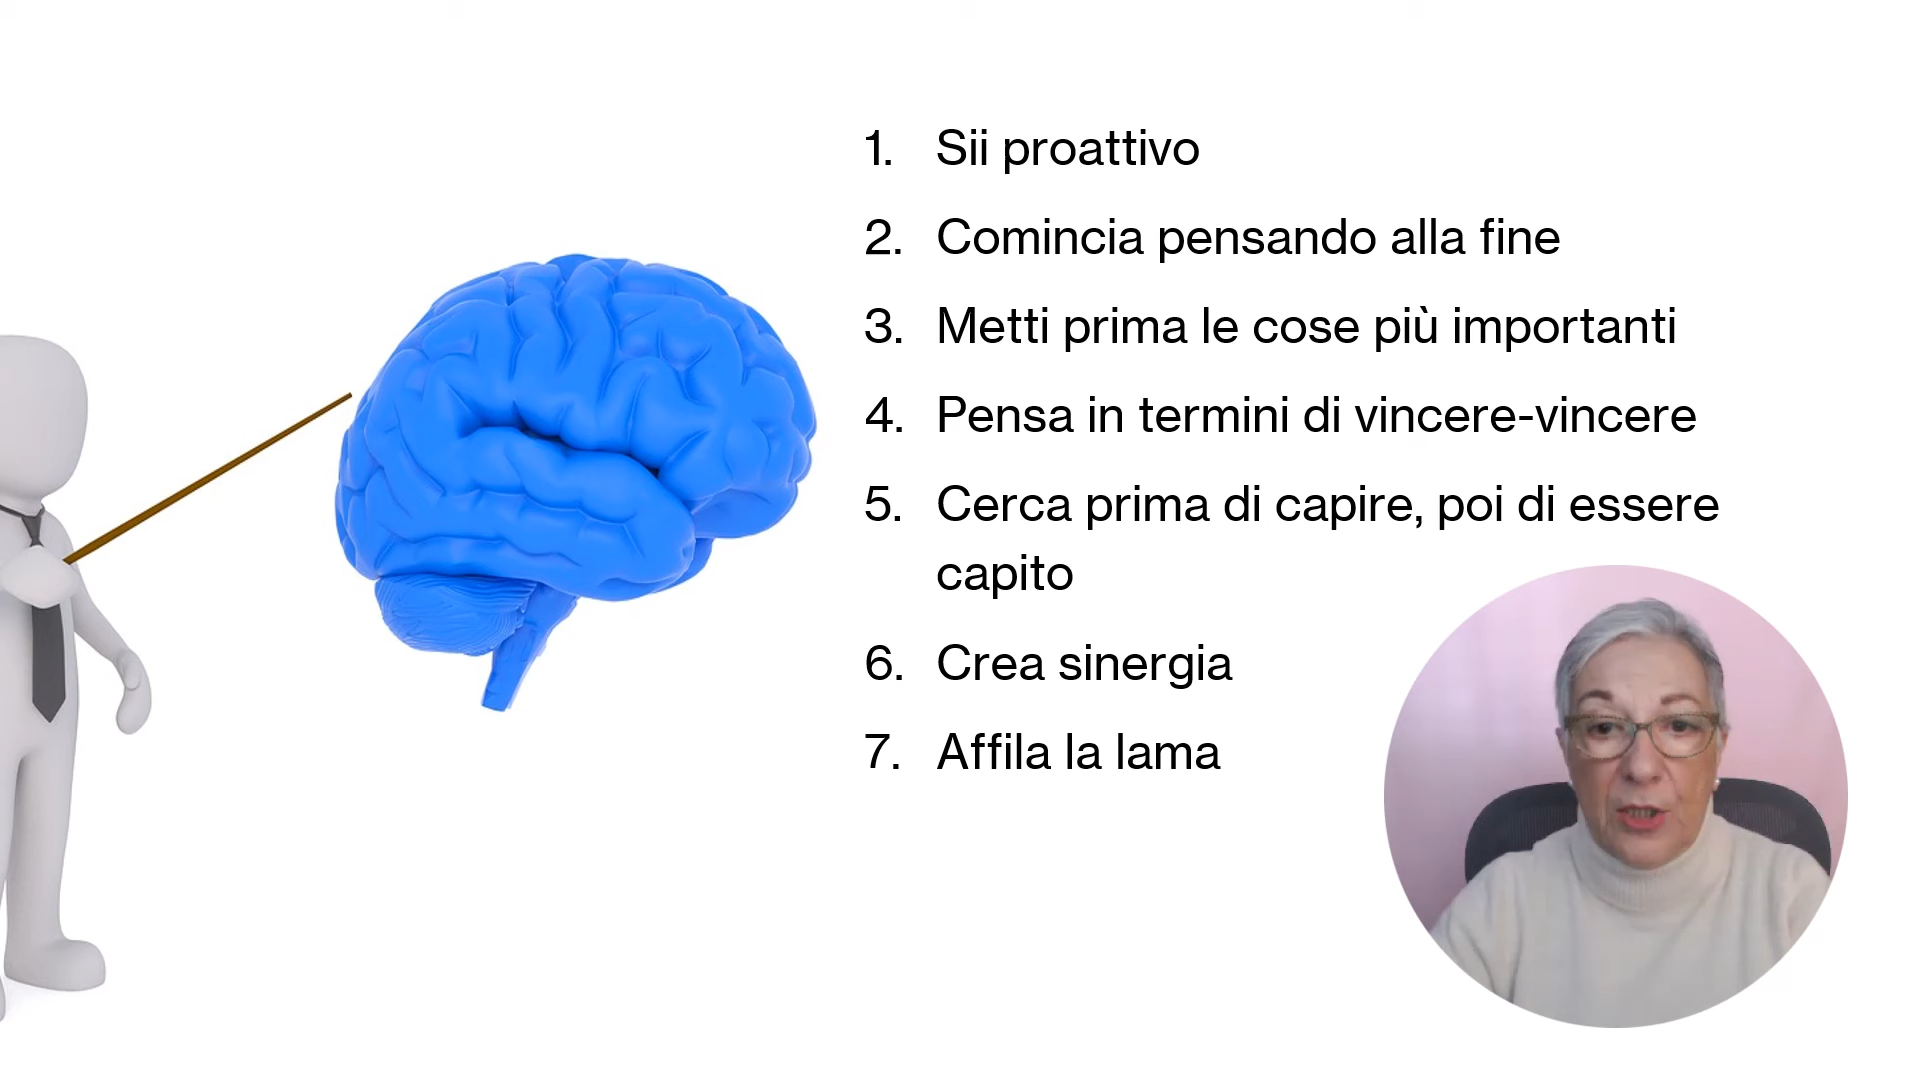 1. Sii proattivo
2. Comincia pensando alla fine
3. Metti prima le cose più importanti
4. Pensa in termini di vincere-vincere
5. Cerca prima di capire, poi di essere
capito
6. Crea sinergia
7. Affila la lama